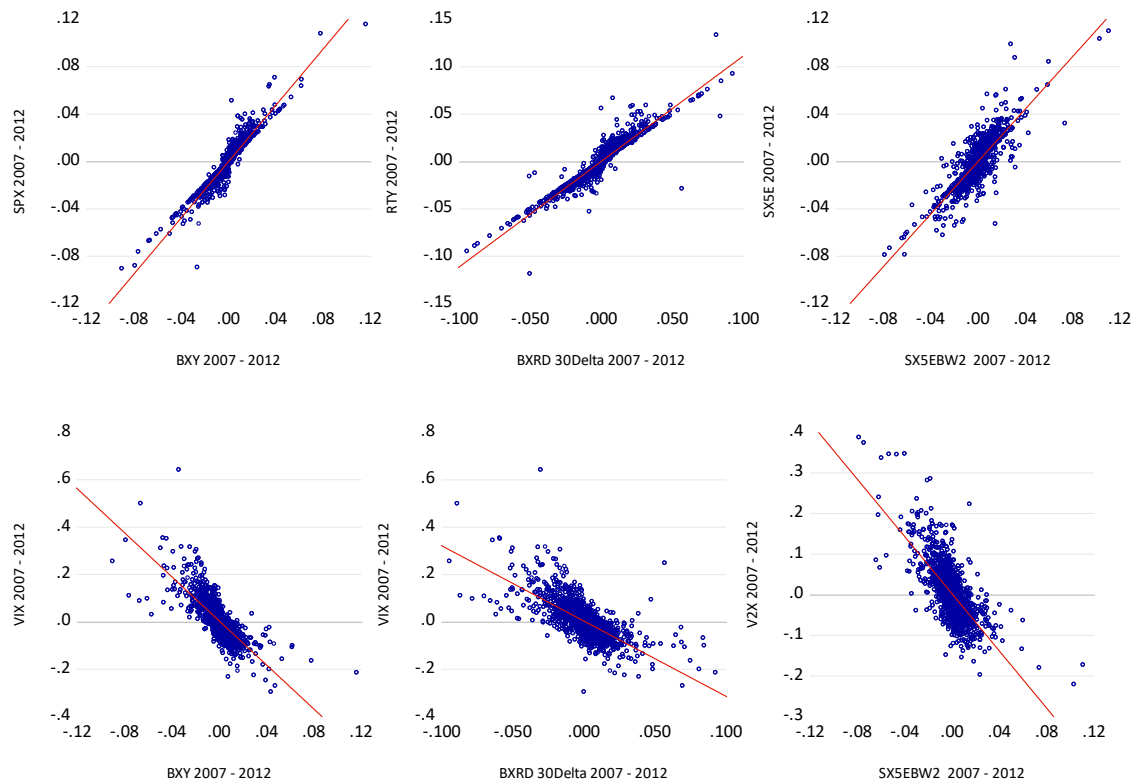 .12
.08
.04
.00
-.04
-.08
-.12
SPX 2007 - 2012
-.12 -.08 -.04 .00 .04 .08 .12
BXY 2007 - 2012
.15
.10
.05
.00
-.05
-.10
-.15
RTY 2007 - 2012
-.100 -.050 .000 .050 .100
BXRD 30Delta 2007 - 2012
.12
.08
.04
.00
-.04
-.08
-.12
SX5E 2007 - 2012
-.12 -.08 -.04 .00 .04 .08 .12
SX5EBW2 2007 - 2012
.8
.6
.4
.2
.0
-.2
-.4
VIX 2007 - 2012
-.12 -.08 -.04 .00 .04 .08 .12
BXY 2007 - 2012
.8
.6
.4
.2
.0
-.2
-.4
VIX 2007 - 2012
-.100 -.050 .000 .050 .100
BXRD 30Delta 2007 - 2012
.4
.3
.2
.1
.0
-.1
-.2
-.3
V2X 2007 - 2012
-.12 -.08 -.04 .00 .04 .08 .12
SX5EBW2 2007 - 2012